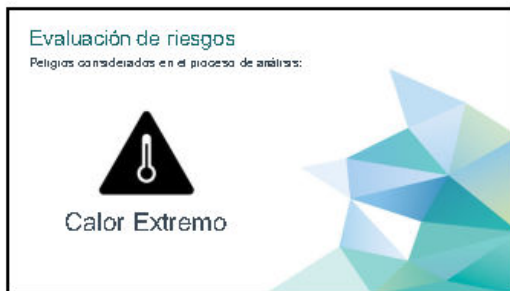 Evaluación de riesgos
Peligros considerados en el proceso de análisis:
Calor Extremo